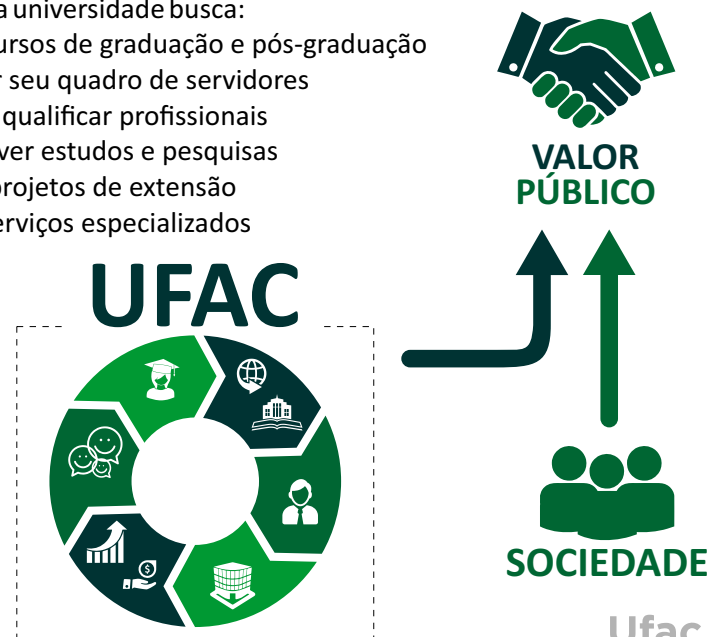 a universidade busca:
ursos de graduação e pós-graduação
r seu quadro de servidores
qualificar profissionais
ver estudos e pesquisas
projetos de extensão
erviços especializados
VALOR
PÚBLICO
UFAC
$
SOCIEDADE
Ufac